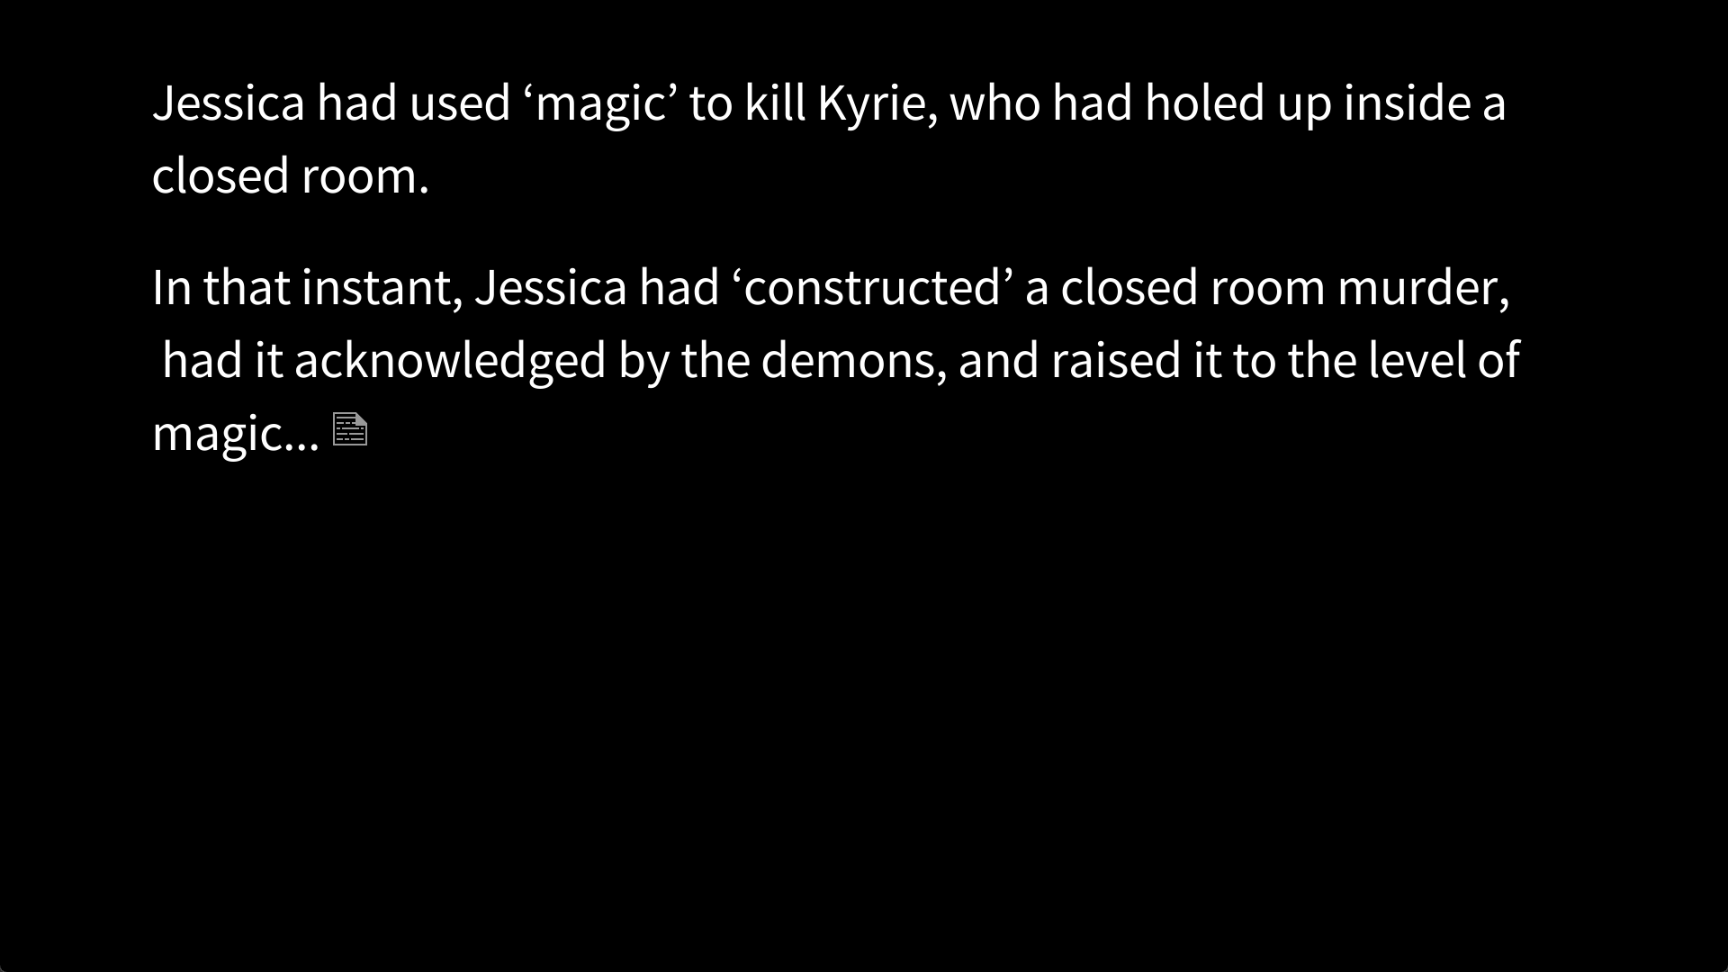 Jessica had used ‘magic’ to kill Kyrie, who had holed up inside a
closed room.
In that instant, Jessica had ‘constructed’ a closed room murder,
had it acknowledged by the demons, and raised it to the level of
magic...